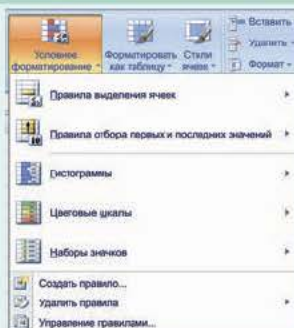 Условное форматирование
Форматировать как таблицу
Стили ячеек
Вставить
Удалить
Формат
Правила выделения ячеек
Правила отбора первых и последних значений
Гистограммы
Цветовые шкалы
Наборы значков
Создать правило...
Удалить правила
Управление правилами...